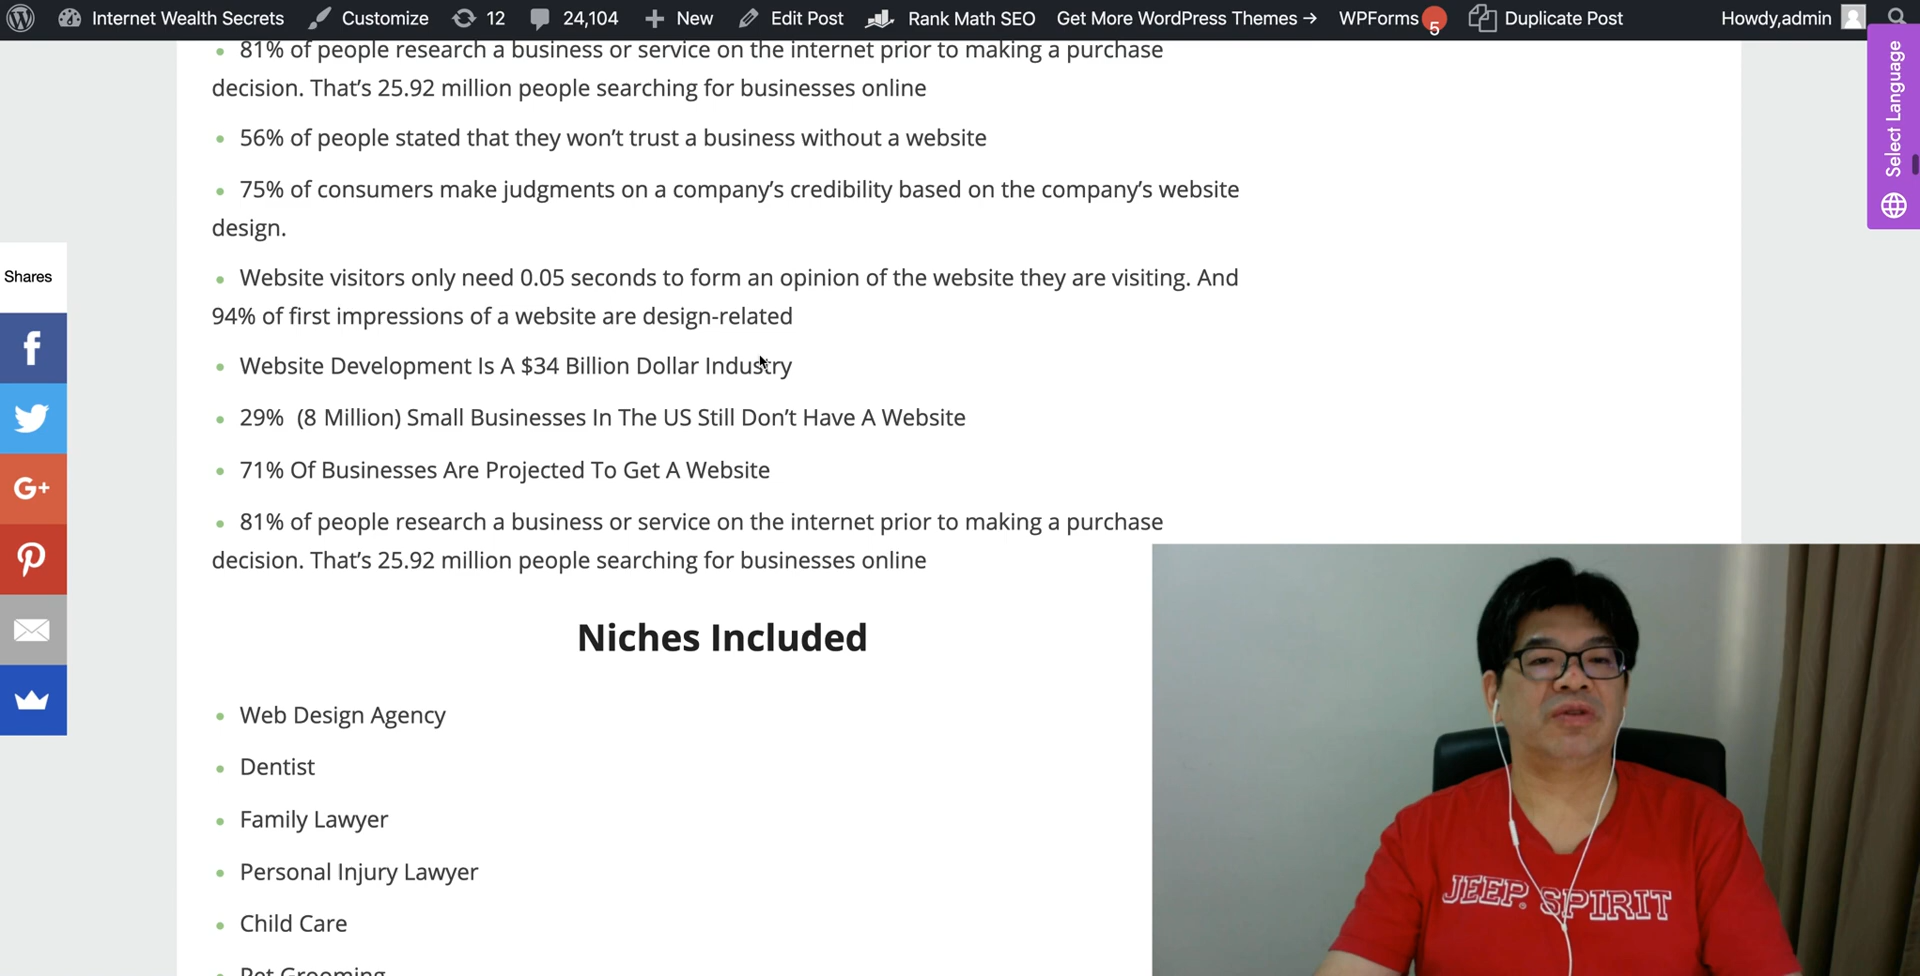 Internet Wealth Secrets Customize 12 24,104 New Edit Post Rank Math SEO Get More WordPress Themes → WPForms 5 Duplicate Post Howdy,admin
Select Language
• 81% of people research a business or service on the internet prior to making a purchase
decision. That’s 25.92 million people searching for businesses online
• 56% of people stated that they won’t trust a business without a website
• 75% of consumers make judgments on a company’s credibility based on the company’s website
design.
• Website visitors only need 0.05 seconds to form an opinion of the website they are visiting. And
94% of first impressions of a website are design-related
• Website Development Is A $34 Billion Dollar Industry
• 29%  (8 Million) Small Businesses In The US Still Don’t Have A Website
• 71% Of Businesses Are Projected To Get A Website
• 81% of people research a business or service on the internet prior to making a purchase
decision. That’s 25.92 million people searching for businesses online
Shares
G+
Niches Included
• Web Design Agency
• Dentist
• Family Lawyer
• Personal Injury Lawyer
• Child Care
• Pet Grooming
JEEP SPIRIT